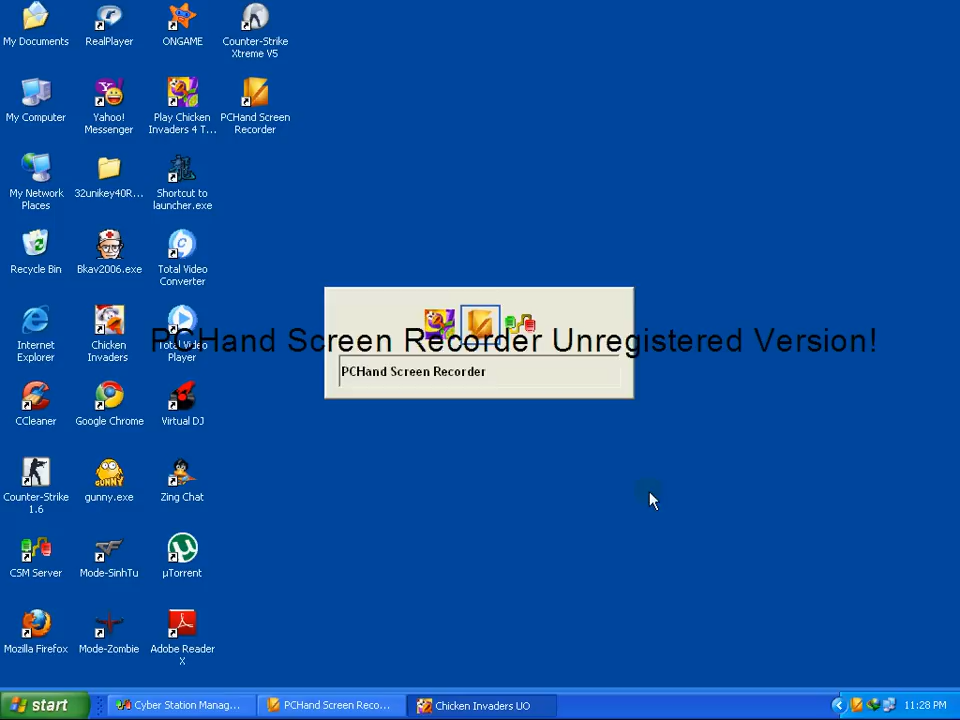 My Documents
RealPlayer
ONGAME
Counter-Strike
Xtreme V5
My Computer
Yahoo!
Messenger
Play Chicken
Invaders 4 T...
PCHand Screen
Recorder
My Network
Places
32unikey40R...
Shortcut to
launcher.exe
Recycle Bin
Bkav2006.exe
Total Video
Converter
Internet
Explorer
Chicken
Invaders
Total Video
Player
PCHand Screen Recorder Unregistered Version!
PCHand Screen Recorder
CCleaner
Google Chrome
Virtual DJ
Counter-Strike
1.6
gunny.exe
Zing Chat
CSM Server
Mode-SinhTu
µTorrent
Mozilla Firefox
Mode-Zombie
Adobe Reader
X
start
Cyber Station Manag...
PCHand Screen Reco...
Chicken Invaders UO
11:28 PM